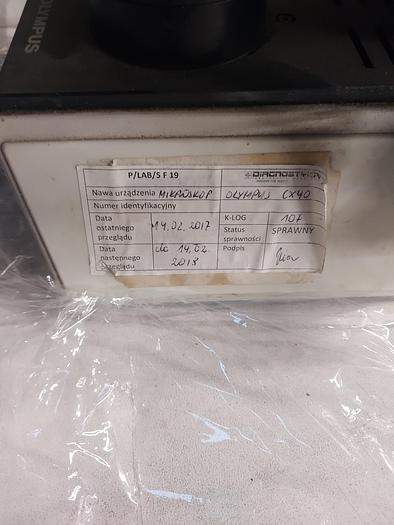 OLYMPUS
P/LAB/5 F 19
DIAGNOSTYKA
Nazwa urządzenia MIKROSKOP OLYMPUS CX40
Numer identyfikacyjny
K-LOG 107
Data ostatniego przeglądu 14.02.2017
Status sprawności SPRAWNY
Data następnego przeglądu do 14.02 2018
Podpis